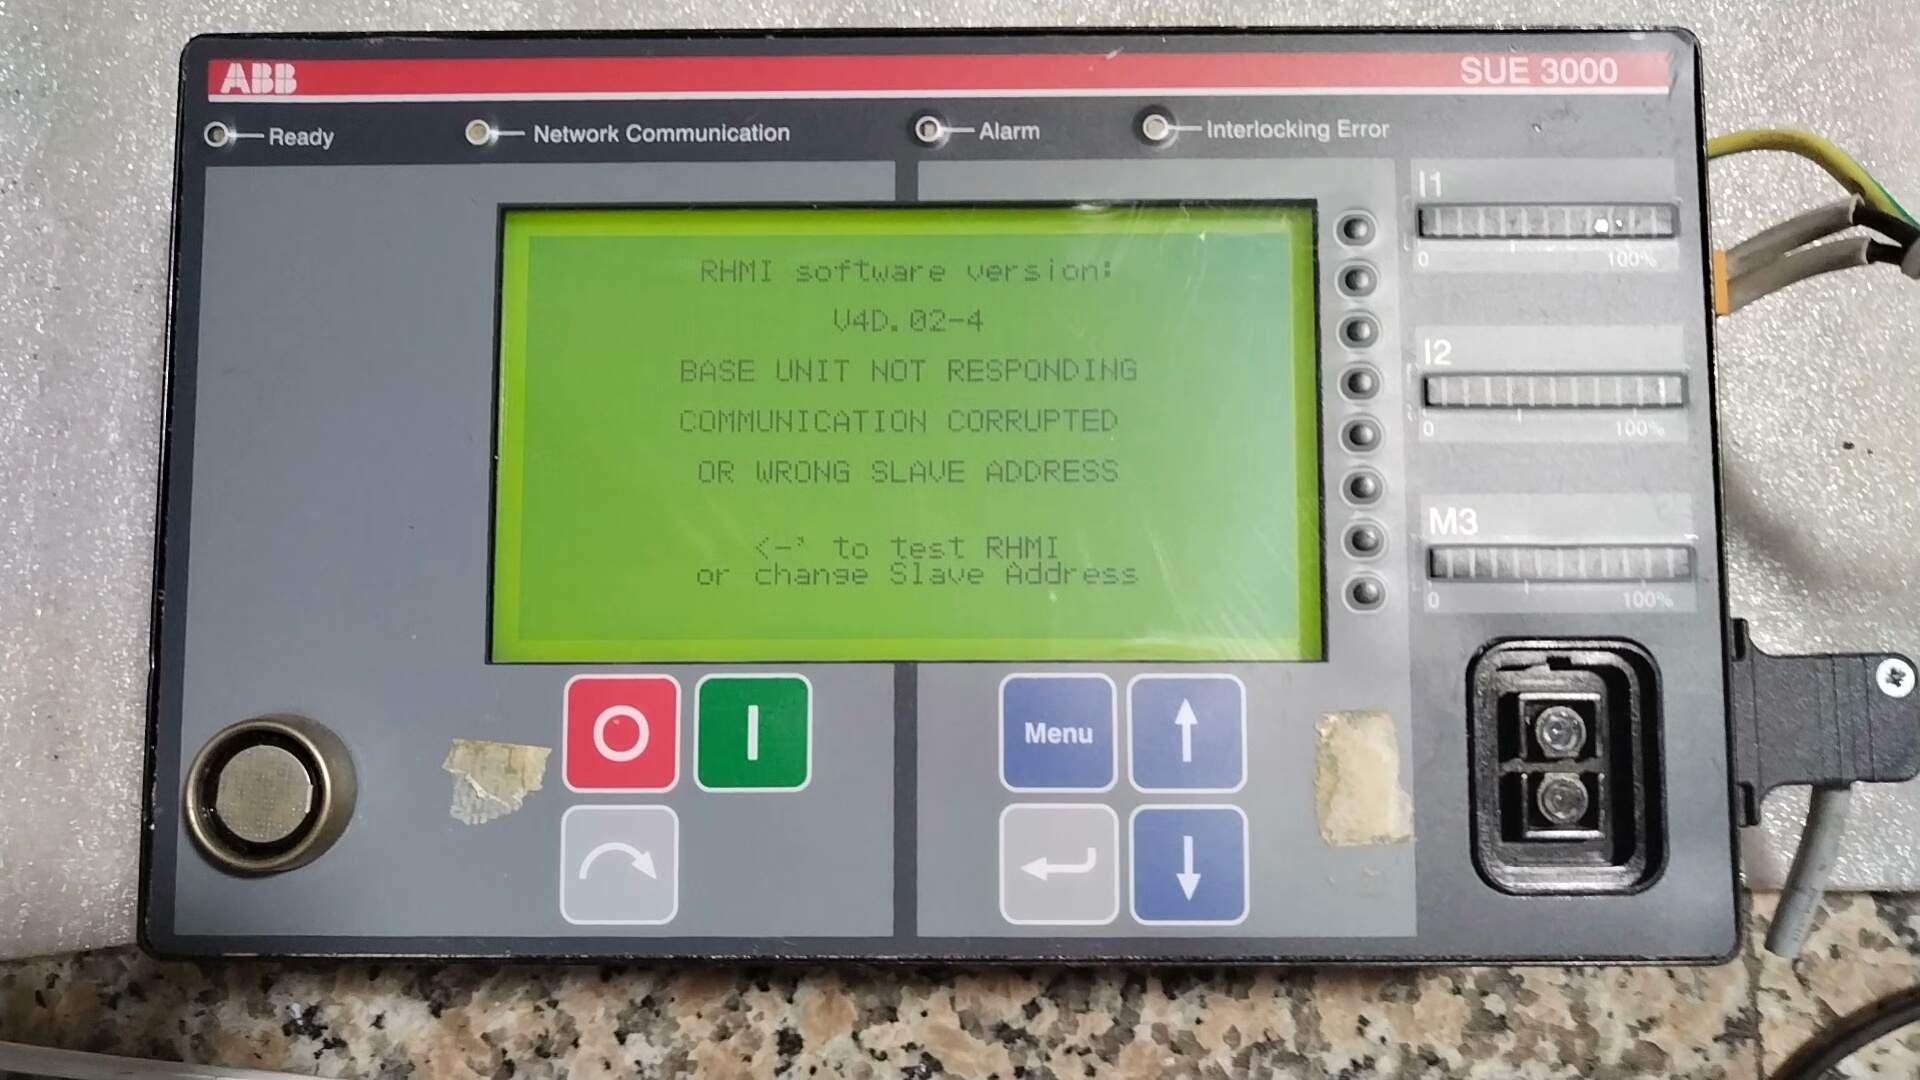 ABB
SUE 3000
Ready
Network Communication
Alarm
Interlocking Error
RHMI software version:
V4D.02-4
BASE UNIT NOT RESPONDING
COMMUNICATION CORRUPTED
OR WRONG SLAVE ADDRESS
<-' to test RHMI
or change Slave Address
I1
0 100%
I2
0 100%
M3
0 100%
O I
Menu